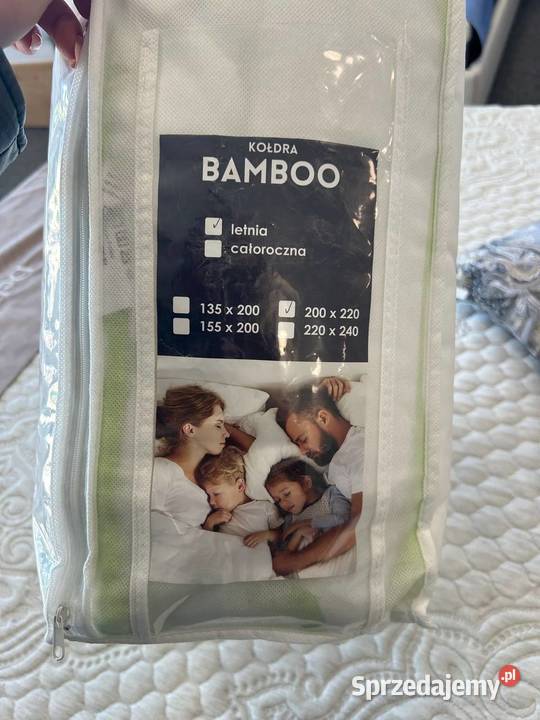 KOŁDRA
BAMBOO
letnia
całoroczna
135 x 200
200 x 220
155 x 200
220 x 240
Sprzedajemy.pl